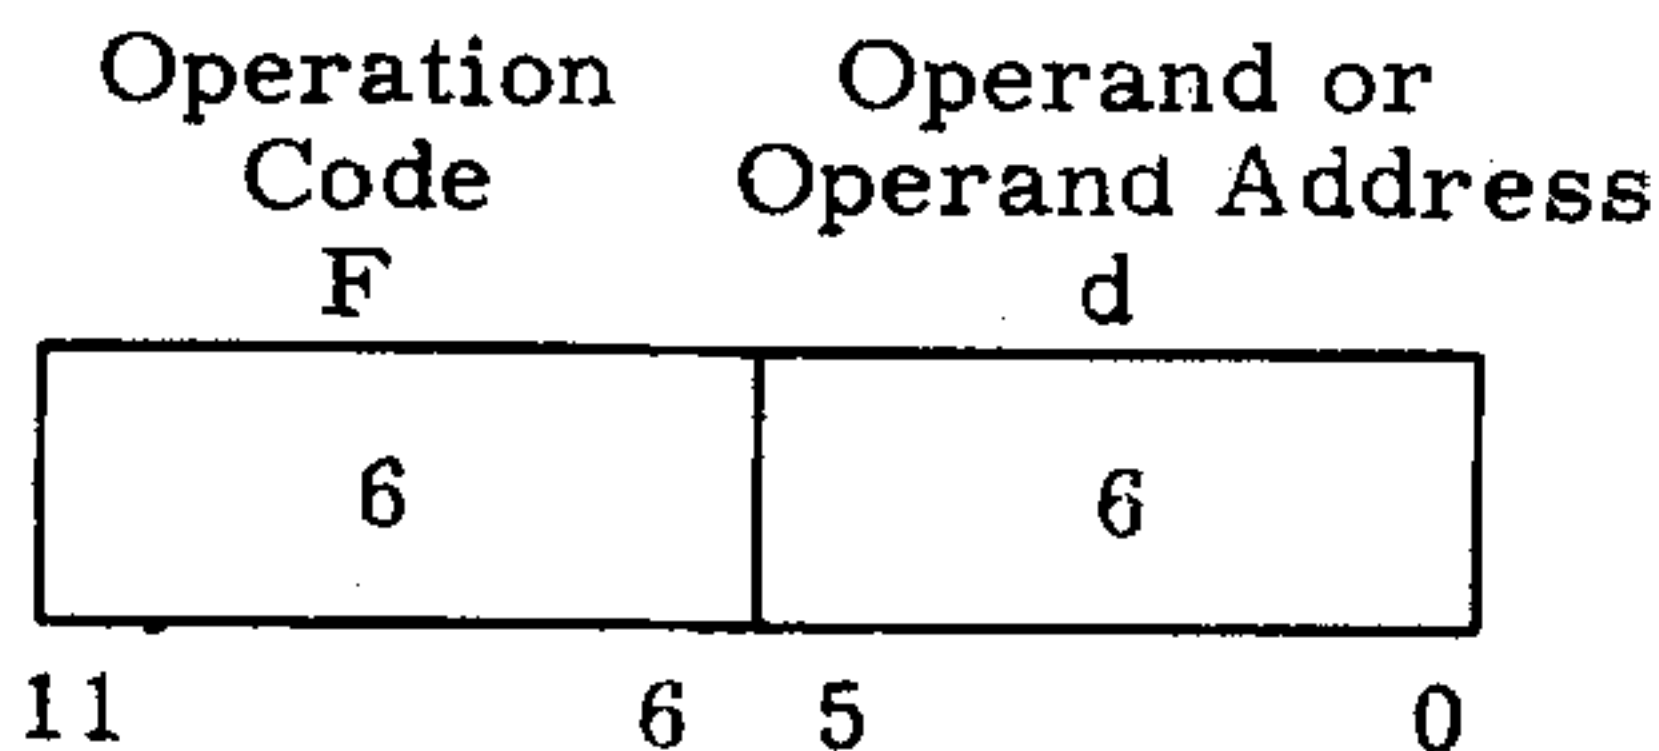 Operation
Code
F
Operand or
Operand Address
d
6
6
11
6
5
0